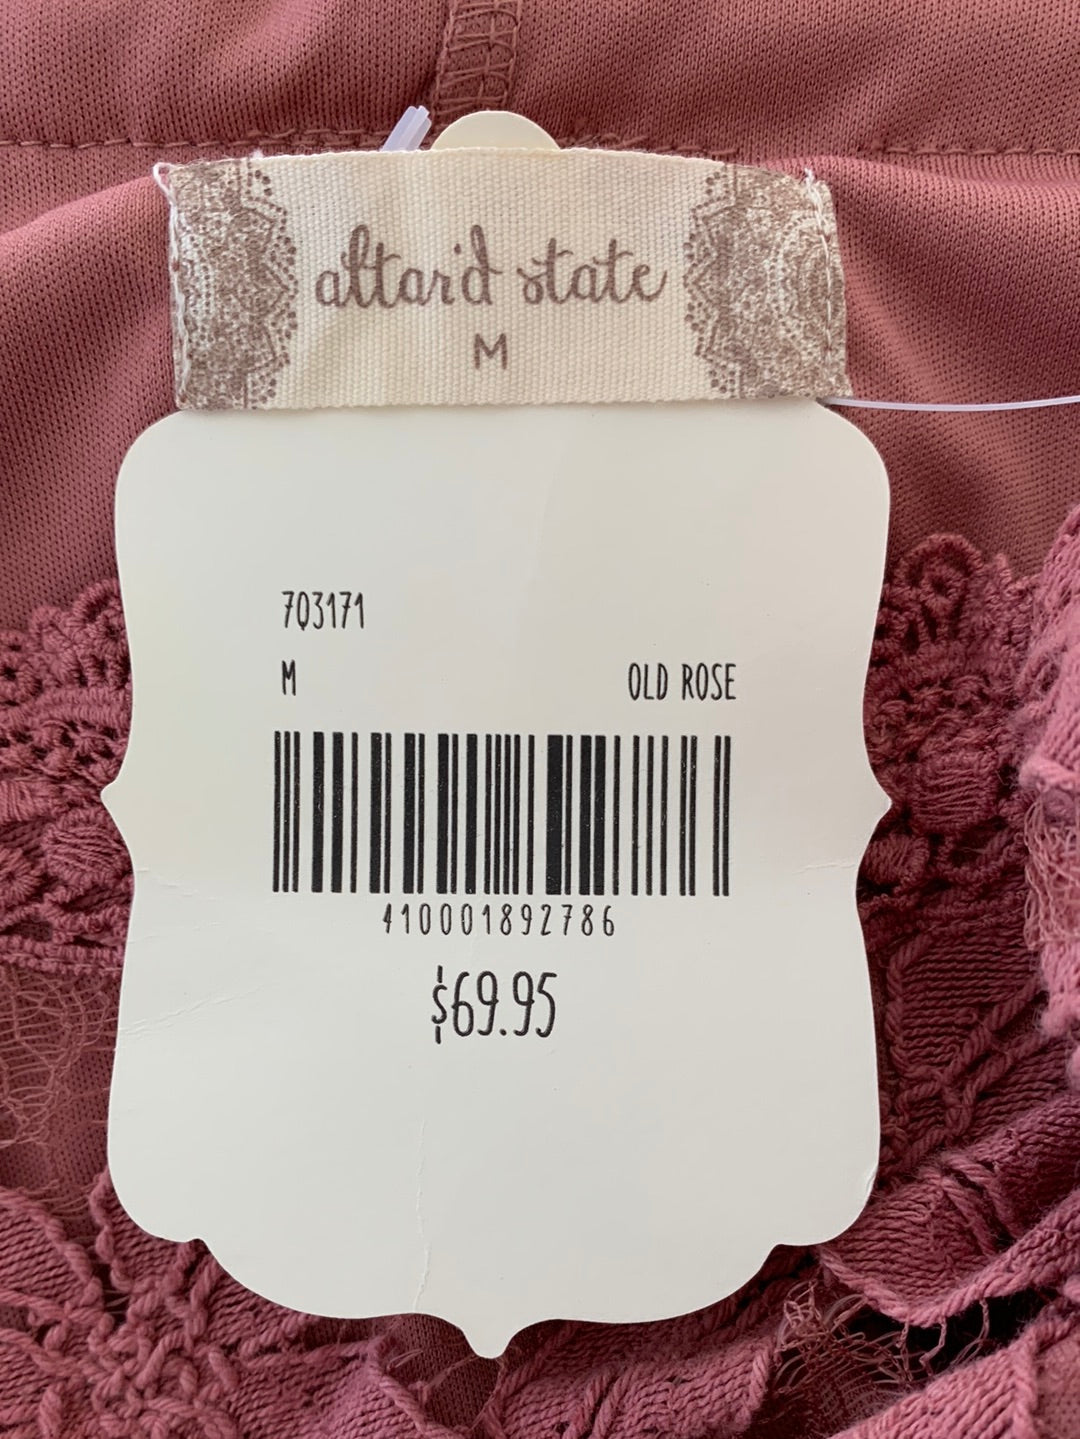 altar'd state
M
7Q3171
M OLD ROSE
410001892786
$69.95